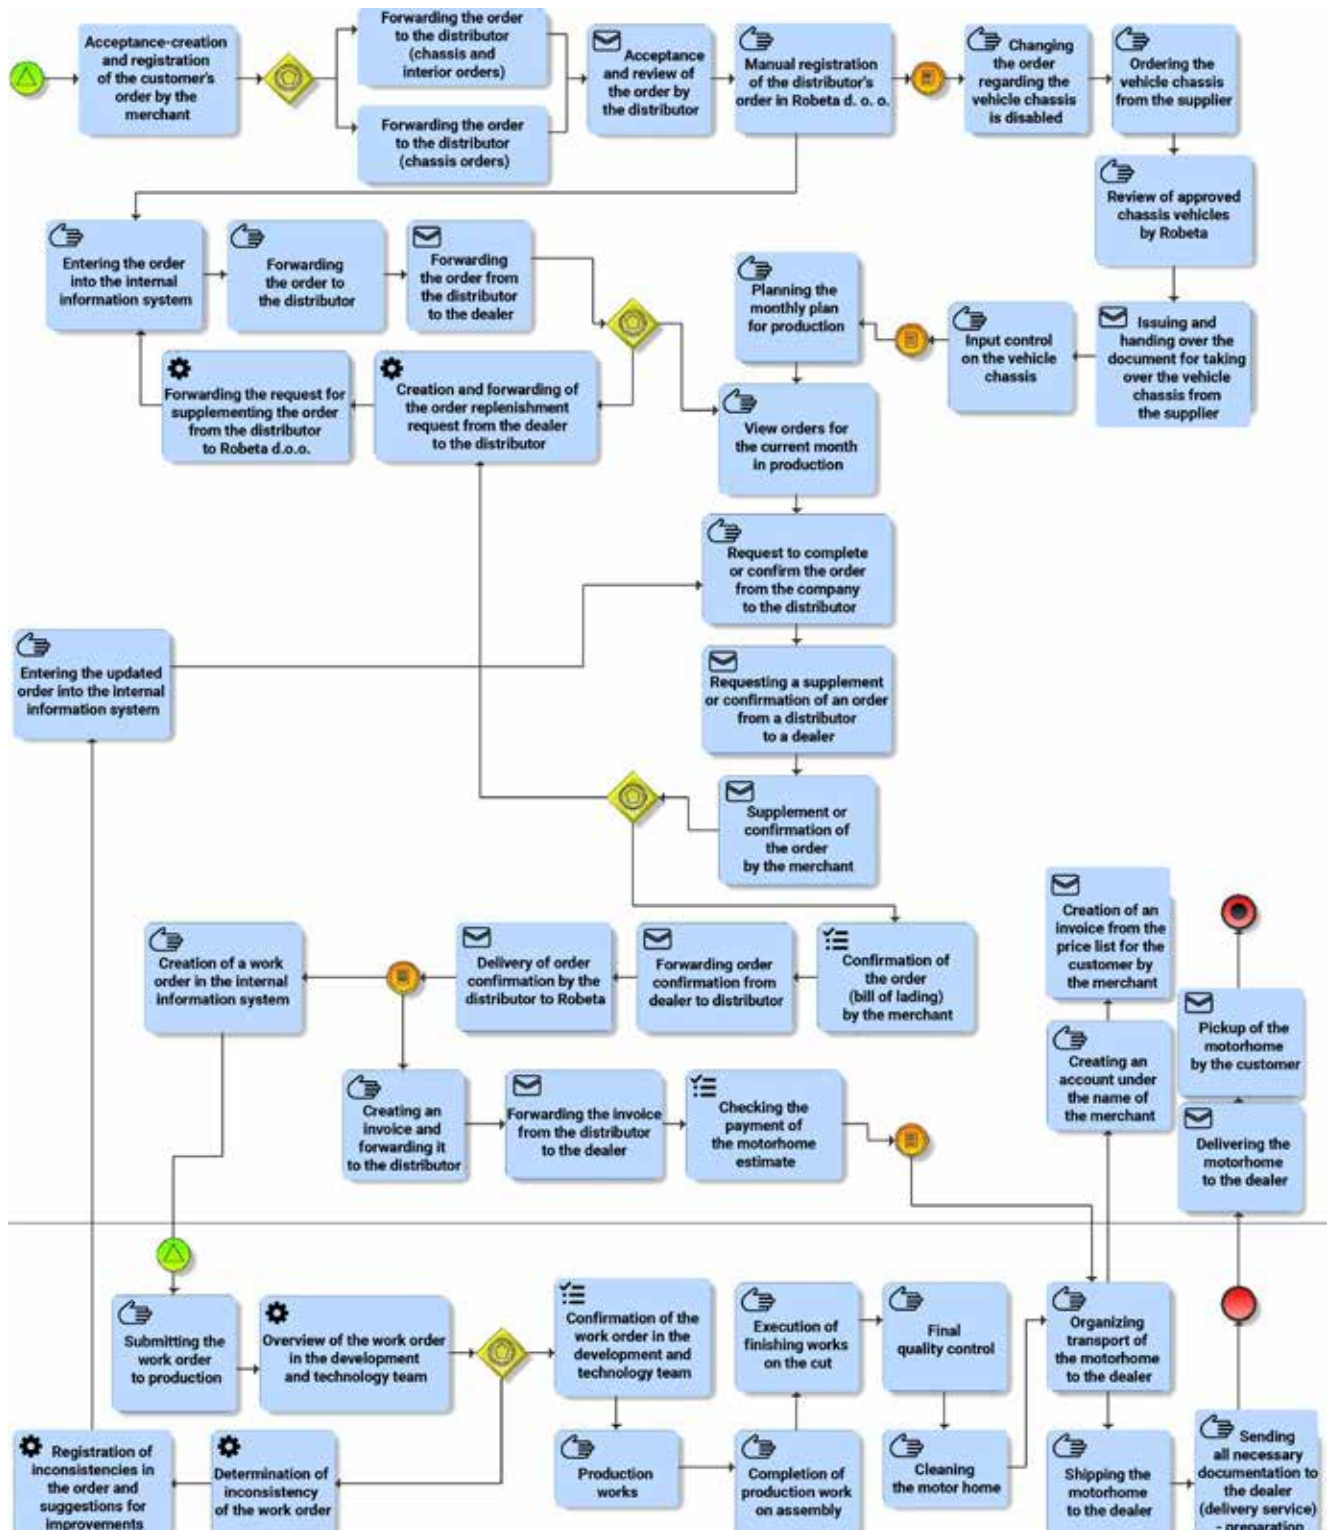 Acceptance-creation
and registration
of the customer's
order by the
merchant
Forwarding the order
to the distributor
(chassis and
interior orders)
Forwarding the order
to the distributor
(chassis orders)
Acceptance
and review of
the order by
the distributor
Manual registration
of the distributor's
order in Robeta d. o. o.
Changing
the order
regarding the
vehicle chassis
is disabled
Ordering the
vehicle chassis
from the supplier
Review of approved
chassis vehicles
by Robeta
Entering the order
into the internal
information system
Forwarding
the order to
the distributor
Forwarding
the order from
the distributor
to the dealer
Planning the
monthly plan
for production
Input control
on the vehicle
chassis
Issuing and
handing over the
document for taking
over the vehicle
chassis from
the supplier
Forwarding the request for
supplementing the order
from the distributor
to Robeta d.o.o.
Creation and forwarding of
the order replenishment
request from the dealer
to the distributor
View orders for
the current month
in production
Request to complete
or confirm the order
from the company
to the distributor
Entering the updated
order into the internal
information system
Requesting a supplement
or confirmation of an order
from a distributor
to a dealer
Supplement or
confirmation of
the order
by the merchant
Creation of a work
order in the internal
information system
Delivery of order
confirmation by the
distributor to Robeta
Forwarding order
confirmation from
dealer to distributor
Confirmation of
the order
(bill of lading)
by the merchant
Creation of an
invoice from the
price list for the
customer by
the merchant
Pickup of the
motorhome
by the customer
Creating an
account under
the name of
the merchant
Creating an
invoice and
forwarding it
to the distributor
Forwarding the invoice
from the distributor
to the dealer
Checking the
payment of
the motorhome
estimate
Delivering the
motorhome
to the dealer
Submitting the
work order
to production
Overview of the work order
in the development
and technology team
Confirmation of the
work order in the
development and
technology team
Execution of
finishing works
on the cut
Final
quality control
Organizing
transport of
the motorhome
to the dealer
Registration of
inconsistencies in
the order and
suggestions for
improvements
Determination of
inconsistency
of the work order
Production
works
Completion of
production work
on assembly
Cleaning
the motor home
Shipping the
motorhome
to the dealer
Sending
all necessary
documentation to
the dealer
(delivery service)
- preparation